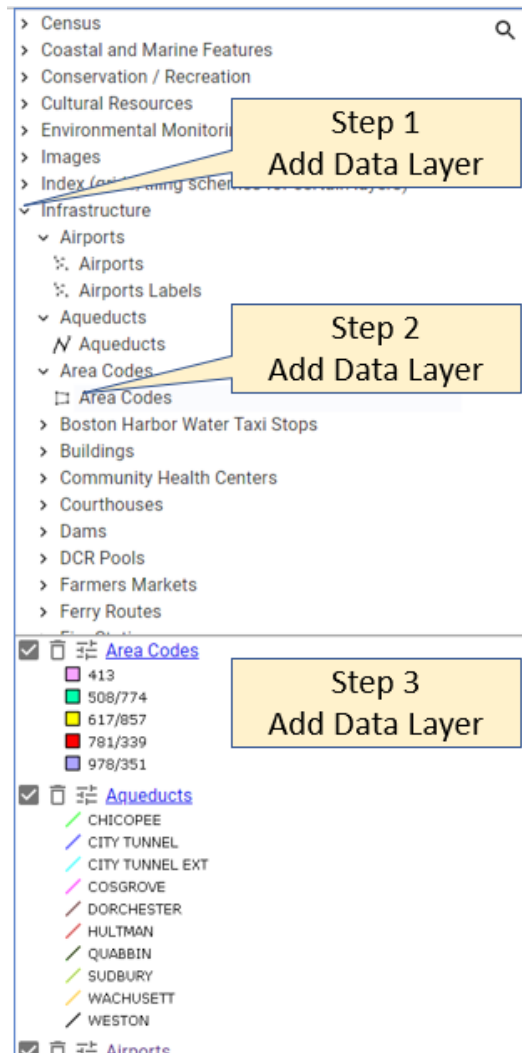 Census
Coastal and Marine Features
Conservation / Recreation
Cultural Resources
Environmental Monitori
Step 1
Add Data Layer
Images
Index
Infrastructure
Airports
Airports
Airports Labels
Aqueducts
Aqueducts
Step 2
Add Data Layer
Area Codes
Area Codes
Boston Harbor Water Taxi Stops
Buildings
Community Health Centers
Courthouses
Dams
DCR Pools
Farmers Markets
Ferry Routes
Area Codes
413
508/774
617/857
781/339
978/351
Step 3
Add Data Layer
Aqueducts
CHICOPEE
CITY TUNNEL
CITY TUNNEL EXT
COSGROVE
DORCHESTER
HULTMAN
QUABBIN
SUDBURY
WACHUSETT
WESTON
Airports